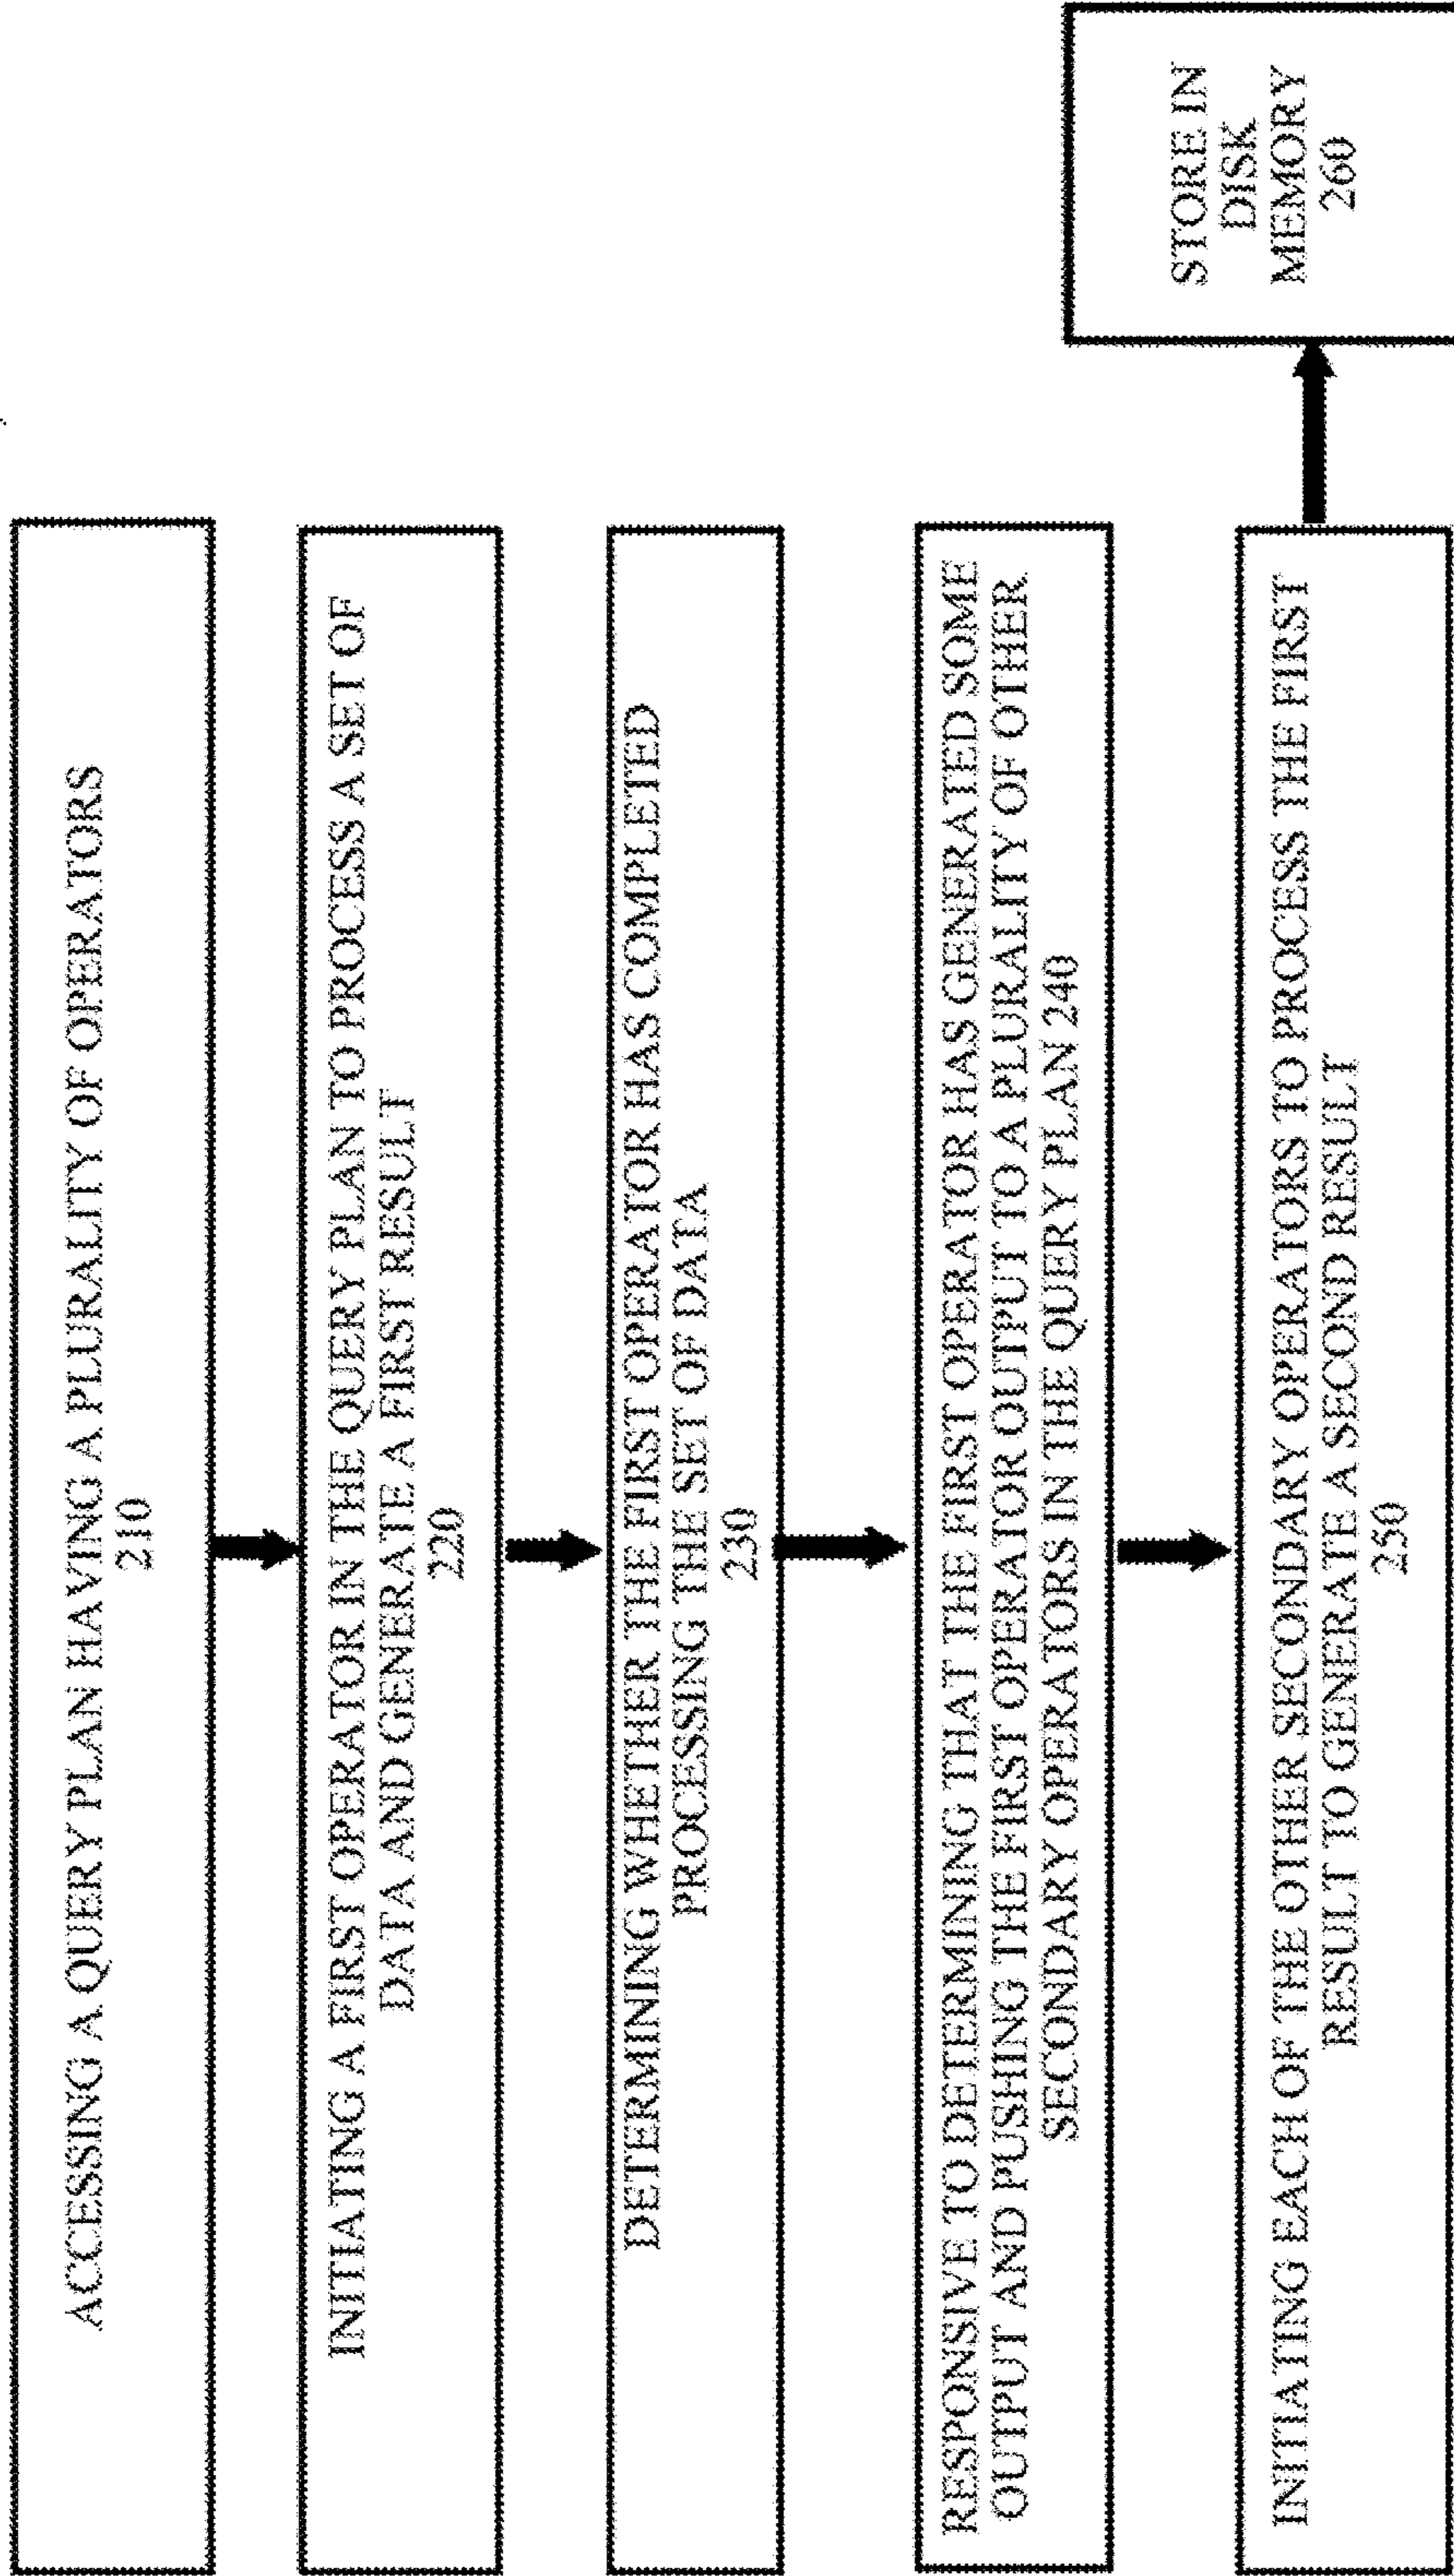 ACCESSING A QUERY PLAN HAVING A PLURALITY OF OPERATORS
210
INITIATING A FIRST OPERATOR IN THE QUERY PLAN TO PROCESS A SET OF
DATA AND GENERATE A FIRST RESULT
220
DETERMINING WHETHER THE FIRST OPERATOR HAS COMPLETED
PROCESSING THE SET OF DATA
230
RESPONSIVE TO DETERMINING THAT THE FIRST OPERATOR HAS GENERATED SOME
OUTPUT AND PUSHING THE FIRST OPERATOR OUTPUT TO A PLURALITY OF OTHER
SECONDARY OPERATORS IN THE QUERY PLAN 240
INITIATING EACH OF THE OTHER SECONDARY OPERATORS TO PROCESS THE FIRST
RESULT TO GENERATE A SECOND RESULT
250
STORE IN
DISK
MEMORY
260